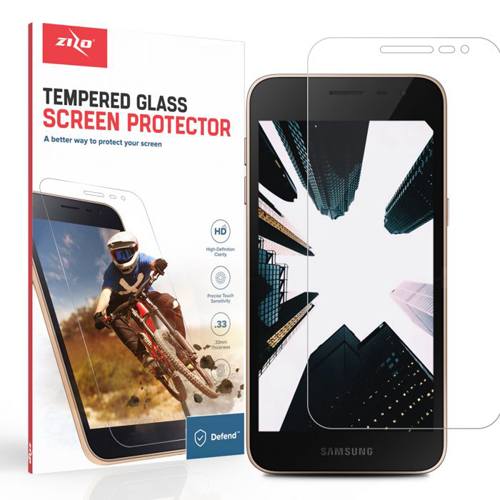 ZIZO
TEMPERED GLASS
SCREEN PROTECTOR
A better way to protect your screen
HD
High-Definition
Clarity
Precise Touch
Sensitivity
.33
Defend™
SAMSUNG